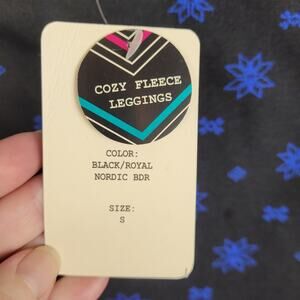 COZY FLEECE
LEGGINGS
COLOR:
BLACK/ROYAL
NORDIC BDR
SIZE:
S